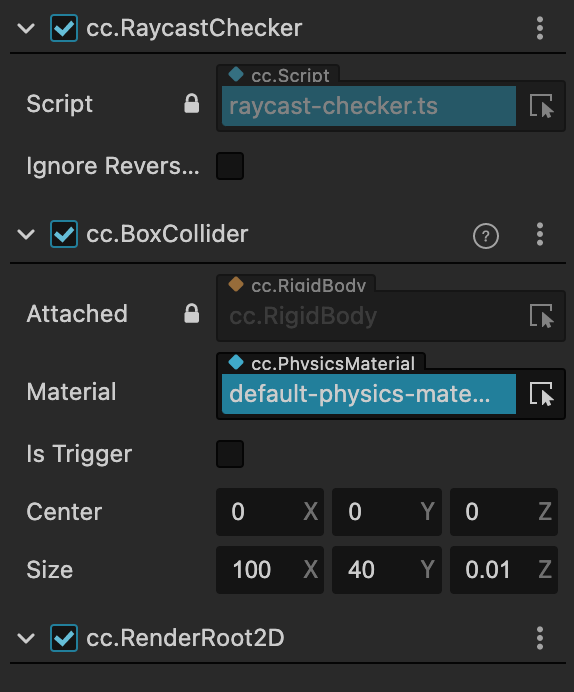 cc.RaycastChecker
cc.Script
Script
raycast-checker.ts
Ignore Revers...
cc.BoxCollider
?
cc.RigidBody
Attached
cc.RigidBody
cc.PhysicsMaterial
Material
default-physics-mate...
Is Trigger
Center 0 X 0 Y 0 Z
Size 100 X 40 Y 0.01 Z
cc.RenderRoot2D